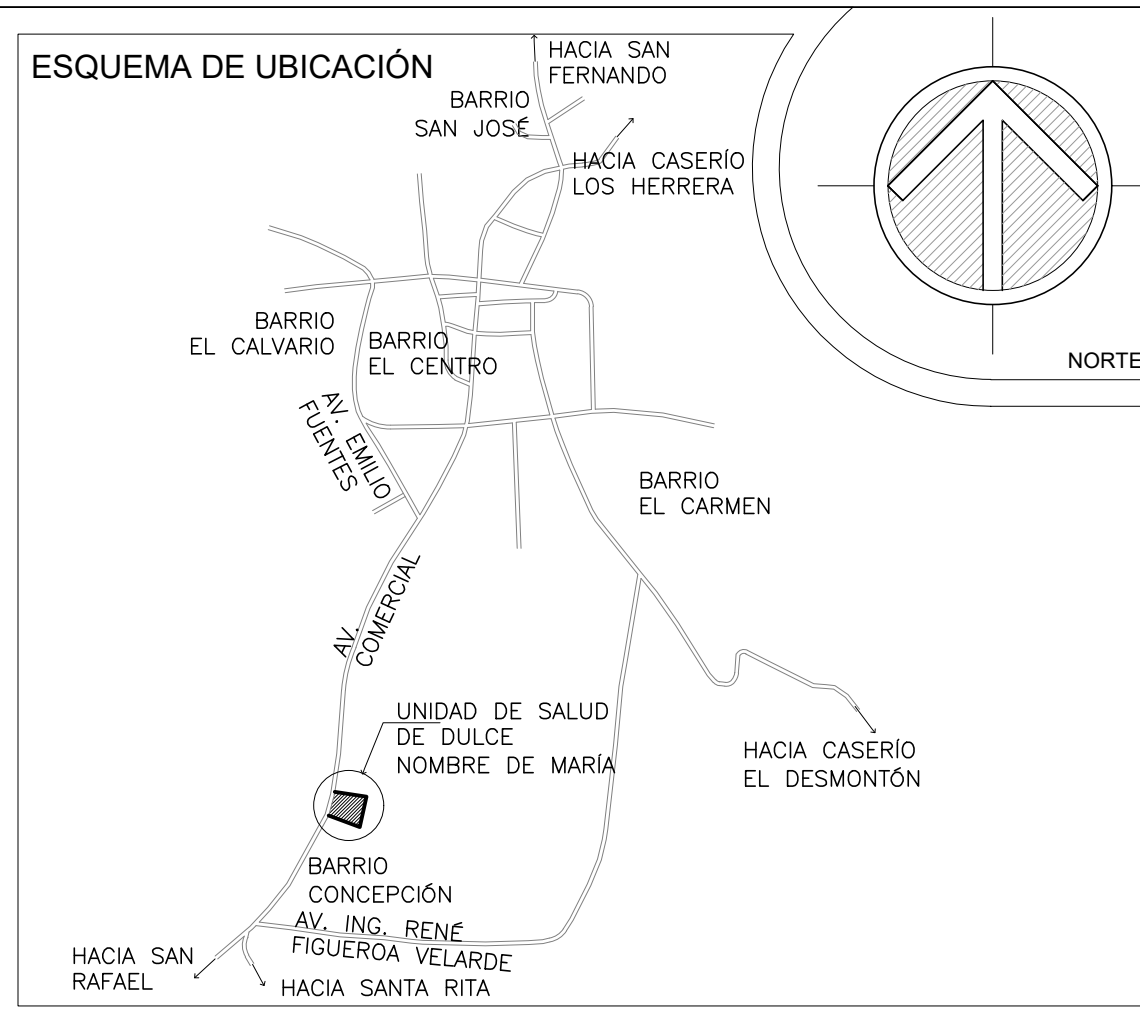 ESQUEMA DE UBICACIÓN
HACIA SAN
FERNANDO
BARRIO
SAN JOSÉ
HACIA CASERÍO
LOS HERRERA
NORTE
BARRIO
EL CALVARIO
BARRIO
EL CENTRO
AV. EMILIO
FUENTES
BARRIO
EL CARMEN
AV.
COMERCIAL
UNIDAD DE SALUD
DE DULCE
NOMBRE DE MARÍA
HACIA CASERÍO
EL DESMONTÓN
BARRIO
CONCEPCIÓN
AV. ING. RENÉ
FIGUEROA VELARDE
HACIA SAN
RAFAEL
HACIA SANTA RITA